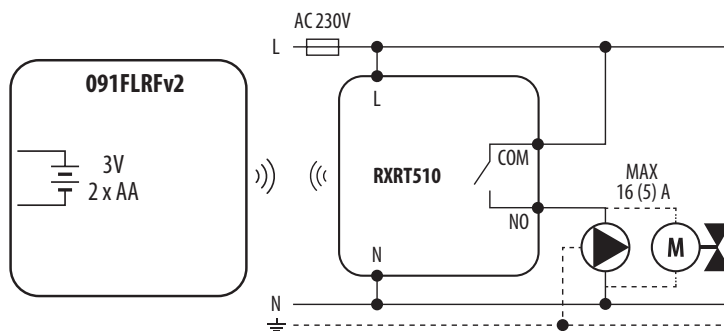 AC 230V
L
091FLRFv2
3V
2 x AA
L
RXRT510
COM
NO
N
MAX
16 (5) A
M
N